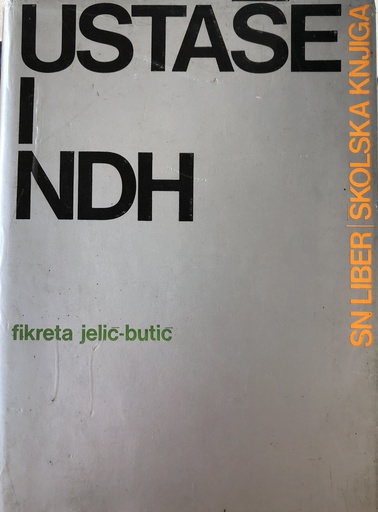 USTAŠE
I
NDH
fikreta jelić-butić
SN LIBER | ŠKOLSKA KNJIGA